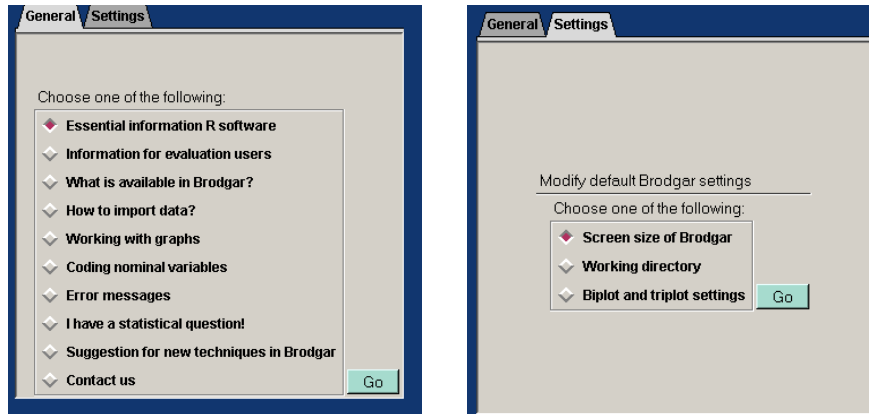 General Settings
Choose one of the following:
Essential information R software
Information for evaluation users
What is available in Brodgar?
How to import data?
Working with graphs
Coding nominal variables
Error messages
I have a statistical question!
Suggestion for new techniques in Brodgar
Contact us
Go
General Settings
Modify default Brodgar settings
Choose one of the following:
Screen size of Brodgar
Working directory
Biplot and triplot settings
Go